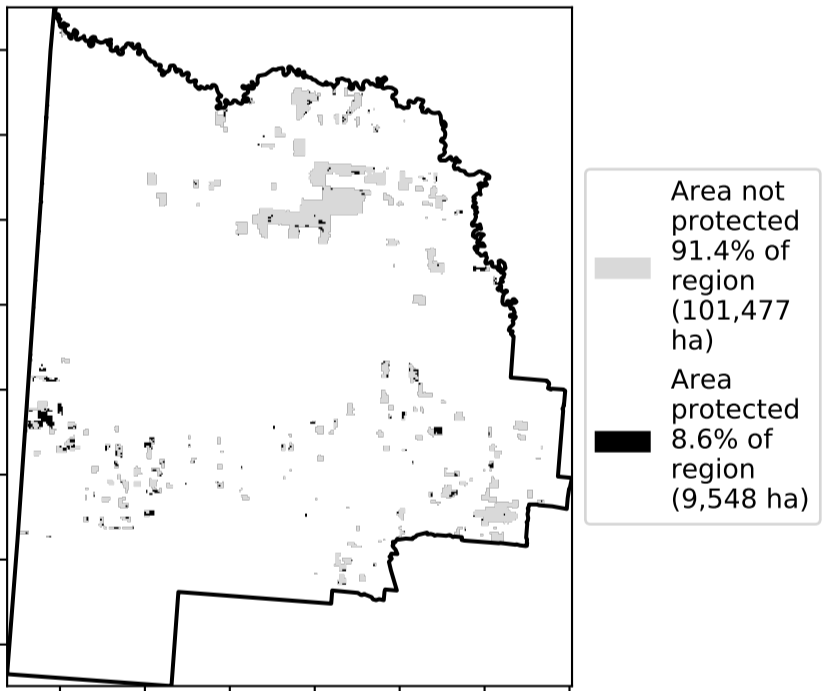 Area not
protected
91.4% of
region
(101,477
ha)
Area
protected
8.6% of
region
(9,548 ha)